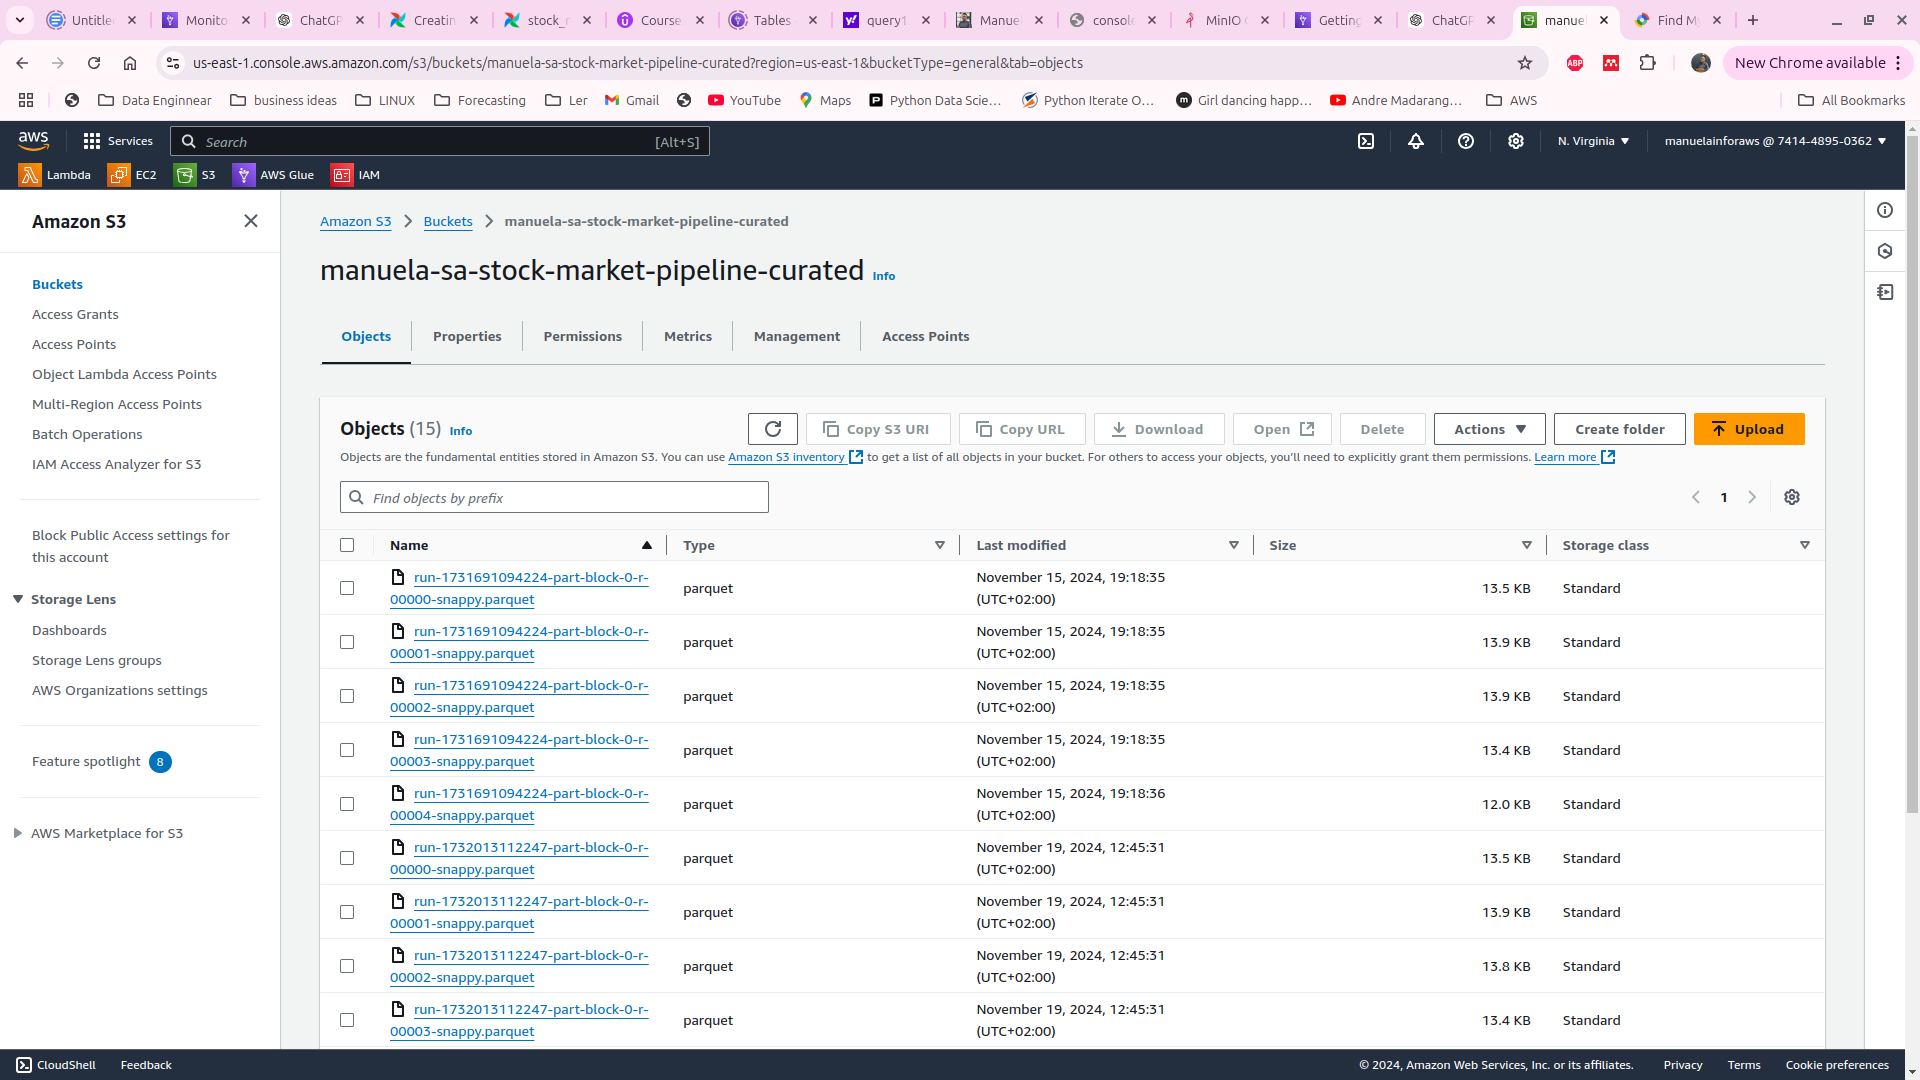 Untitle
Monito
ChatGP
Creatin
stock_r
Course
Tables
query1
Manue
console
MinIO
Getting
ChatGP
manue
Find My
us-east-1.console.aws.amazon.com/s3/buckets/manuela-sa-stock-market-pipeline-curated?region=us-east-1&bucketType=general&tab=objects
ABP
New Chrome available
Data Enginnear
business ideas
LINUX
Forecasting
Ler
Gmail
YouTube
Maps
Python Data Scie...
Python Iterate O...
Girl dancing happ...
Andre Madarang...
AWS
All Bookmarks
aws
Services
Search
[Alt+S]
N. Virginia
manuelainforaws @ 7414-4895-0362
Lambda
EC2
S3
AWS Glue
IAM
Amazon S3
Buckets
Access Grants
Access Points
Object Lambda Access Points
Multi-Region Access Points
Batch Operations
IAM Access Analyzer for S3
Block Public Access settings for
this account
Storage Lens
Dashboards
Storage Lens groups
AWS Organizations settings
Feature spotlight 8
AWS Marketplace for S3
Amazon S3 > Buckets > manuela-sa-stock-market-pipeline-curated
manuela-sa-stock-market-pipeline-curated Info
Objects
Properties
Permissions
Metrics
Management
Access Points
Objects (15) Info
Copy S3 URI
Copy URL
Download
Open
Delete
Actions
Create folder
Upload
Objects are the fundamental entities stored in Amazon S3. You can use Amazon S3 inventory to get a list of all objects in your bucket. For others to access your objects, you'll need to explicitly grant them permissions. Learn more
Find objects by prefix
1
Name Type Last modified Size Storage class
run-1731691094224-part-block-0-r- November 15, 2024, 19:18:35
parquet 13.5 KB Standard
00000-snappy.parquet (UTC+02:00)
run-1731691094224-part-block-0-r- November 15, 2024, 19:18:35
parquet 13.9 KB Standard
00001-snappy.parquet (UTC+02:00)
run-1731691094224-part-block-0-r- November 15, 2024, 19:18:35
parquet 13.9 KB Standard
00002-snappy.parquet (UTC+02:00)
run-1731691094224-part-block-0-r- November 15, 2024, 19:18:35
parquet 13.4 KB Standard
00003-snappy.parquet (UTC+02:00)
run-1731691094224-part-block-0-r- November 15, 2024, 19:18:36
parquet 12.0 KB Standard
00004-snappy.parquet (UTC+02:00)
run-1732013112247-part-block-0-r- November 19, 2024, 12:45:31
parquet 13.5 KB Standard
00000-snappy.parquet (UTC+02:00)
run-1732013112247-part-block-0-r- November 19, 2024, 12:45:31
parquet 13.9 KB Standard
00001-snappy.parquet (UTC+02:00)
run-1732013112247-part-block-0-r- November 19, 2024, 12:45:31
parquet 13.8 KB Standard
00002-snappy.parquet (UTC+02:00)
run-1732013112247-part-block-0-r- November 19, 2024, 12:45:31
parquet 13.4 KB Standard
00003-snappy.parquet (UTC+02:00)
CloudShell
Feedback
© 2024, Amazon Web Services, Inc. or its affiliates.
Privacy
Terms
Cookie preferences